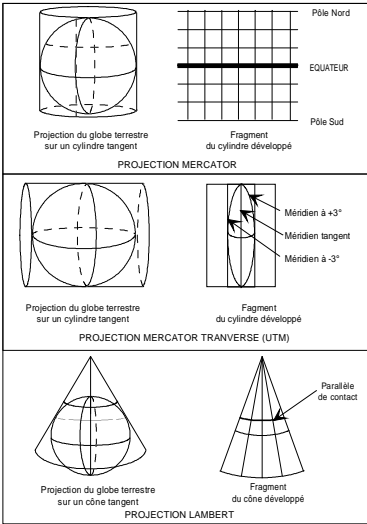 Pôle Nord
EQUATEUR
Pôle Sud
Projection du globe terrestre
sur un cylindre tangent
Fragment
du cylindre développé
PROJECTION MERCATOR
Méridien à +3°
Méridien tangent
Méridien à -3°
Projection du globe terrestre
sur un cylindre tangent
Fagment
du cylindre développé
PROJECTION MERCATOR TRANVERSE (UTM)
Parallèle
de contact
Projection du globe terrestre
sur un cône tangent
Fragment
du cône développé
PROJECTION LAMBERT